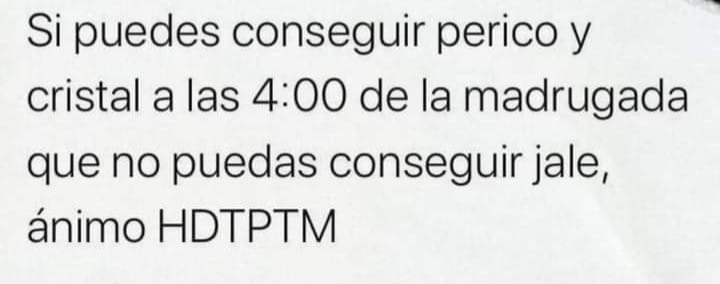 Si puedes conseguir perico y
cristal a las 4:00 de la madrugada
que no puedas conseguir jale,
ánimo HDTPTM